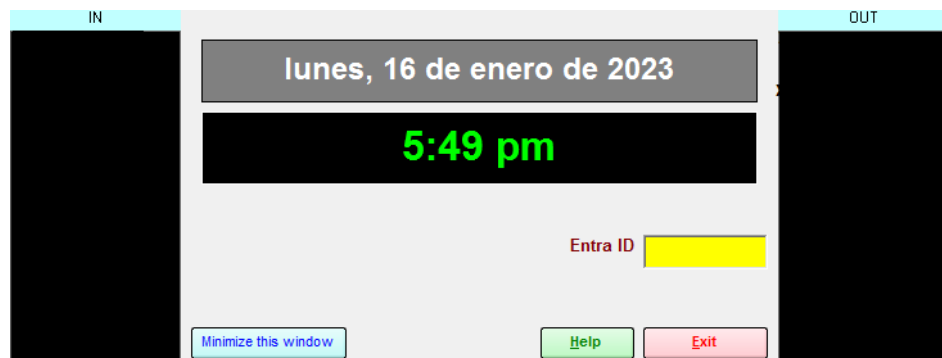 IN
OUT
lunes, 16 de enero de 2023
5:49 pm
Entra ID
Minimize this window
Help
Exit